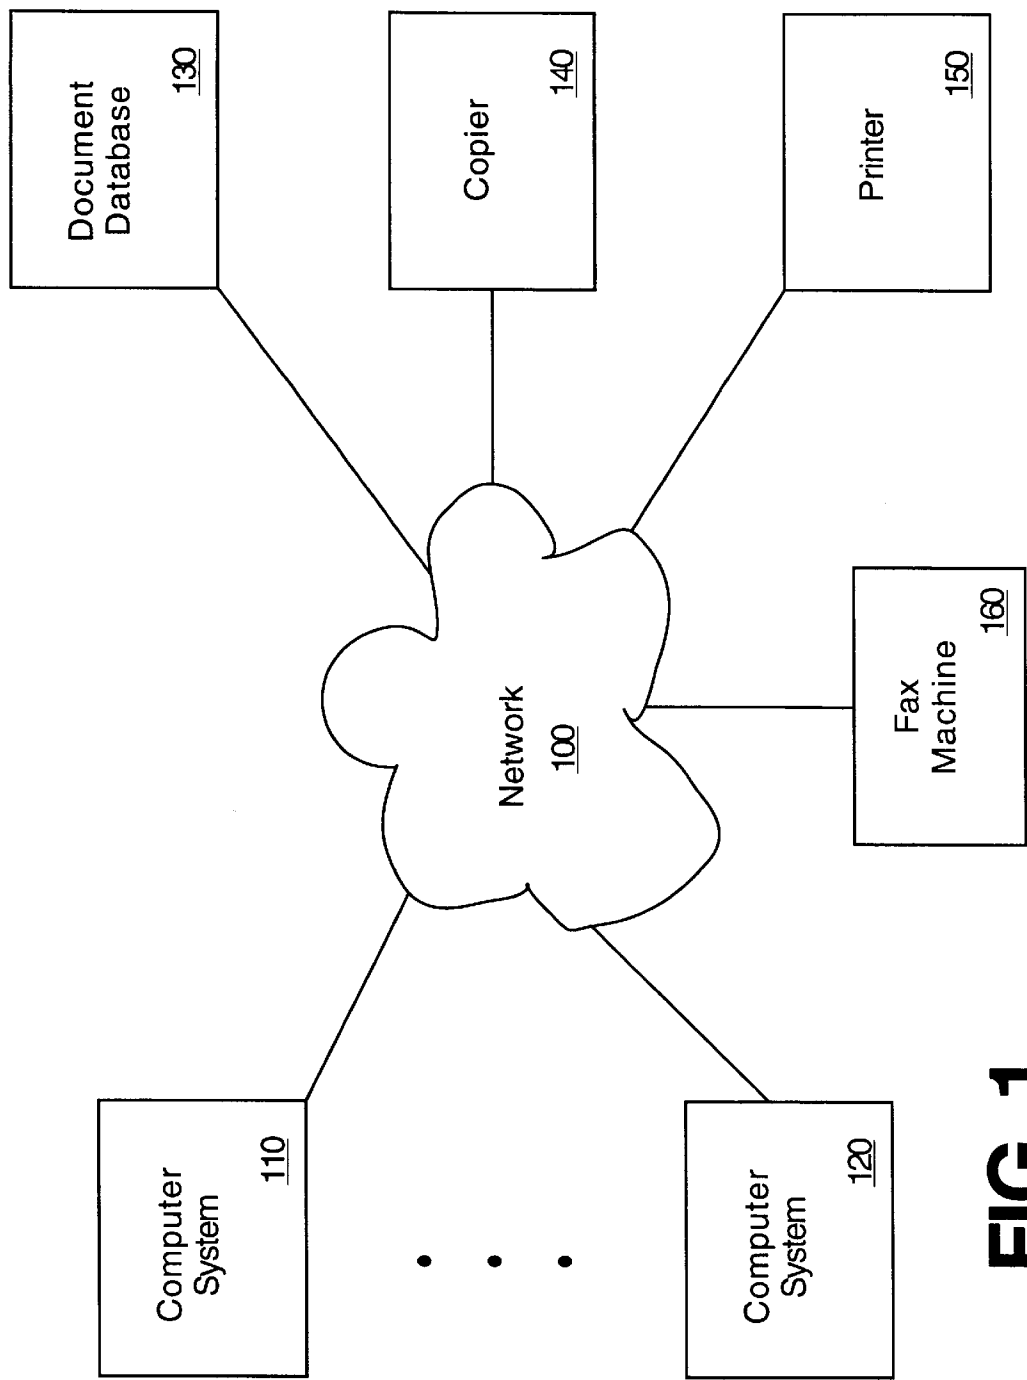 Computer
System
110
Computer
System
120
Network
100
Document
Database
130
Copier
140
Printer
150
Fax
Machine
160
FIG. 1